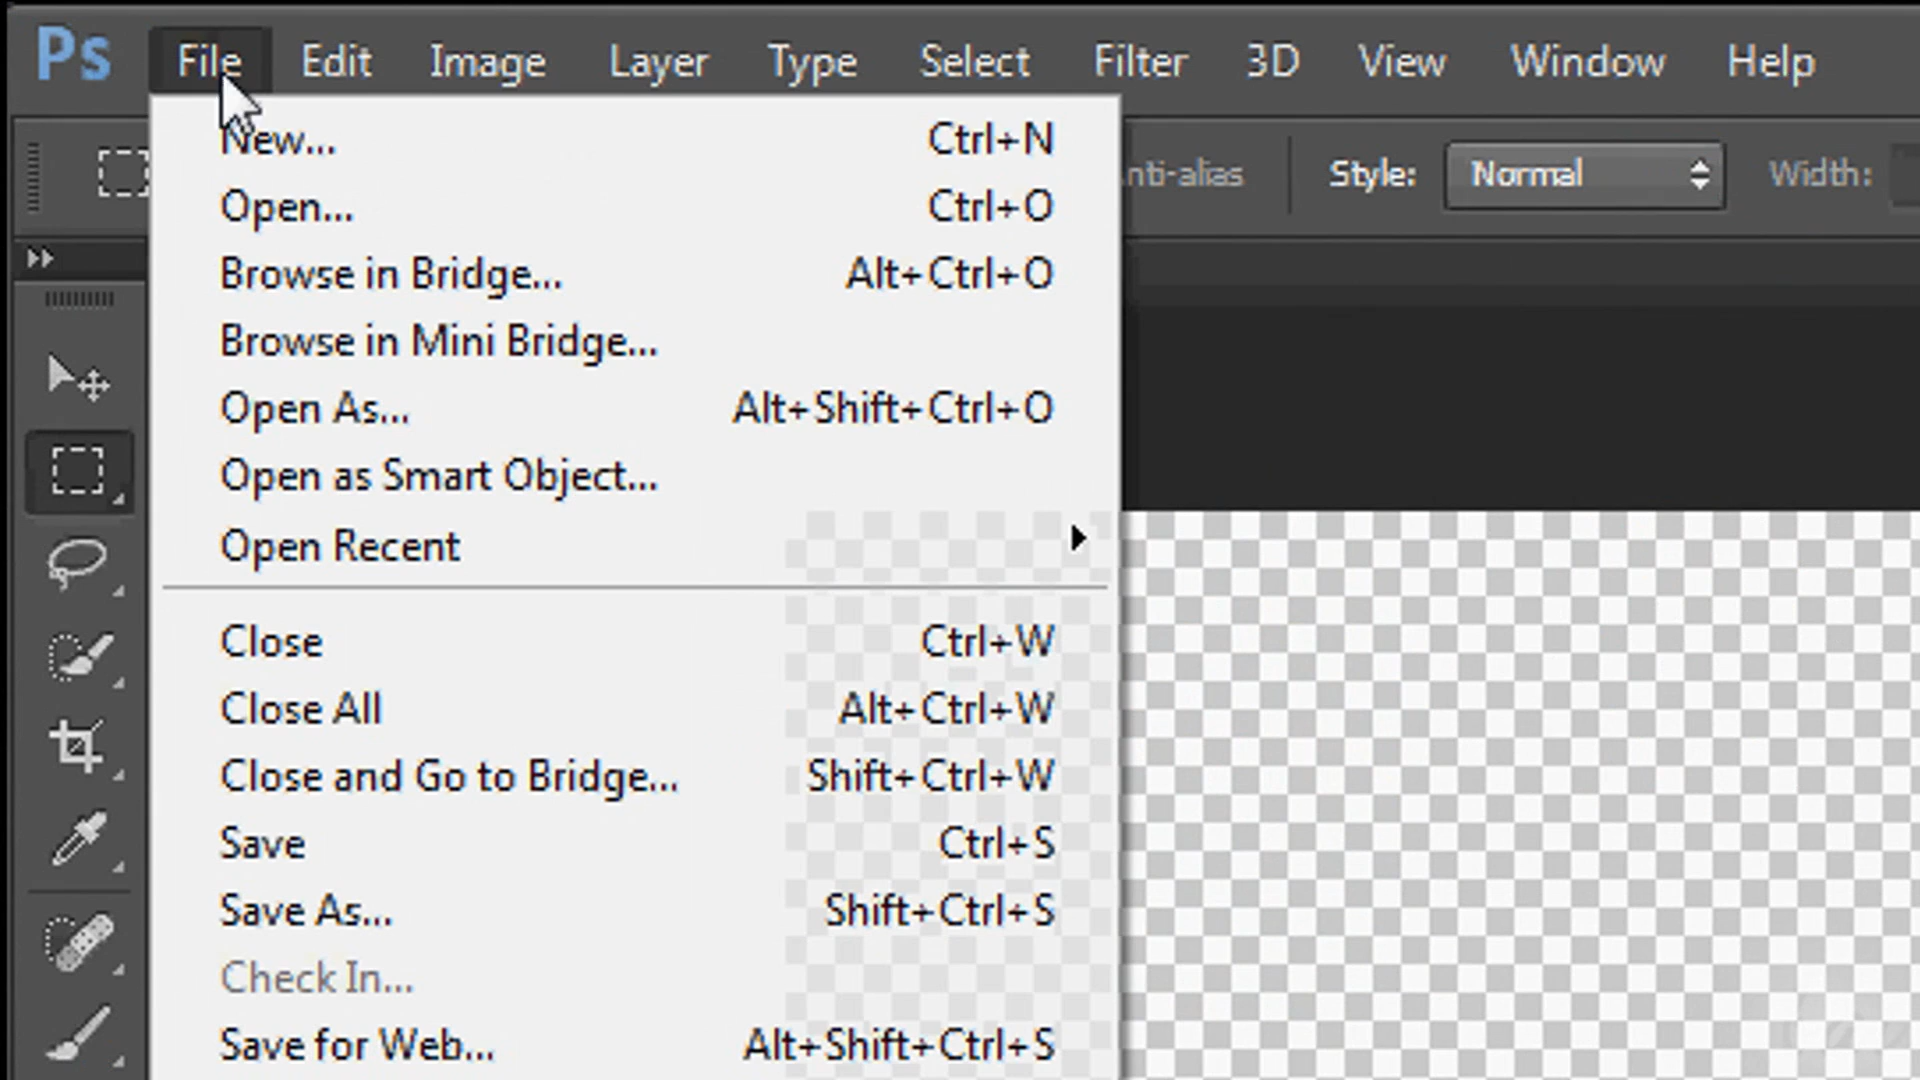 Ps File Edit Image Layer Type Select Filter 3D View Window Help
Style: Normal Width:
New... Ctrl+N
Open... Ctrl+O
Browse in Bridge... Alt+Ctrl+O
Browse in Mini Bridge...
Open As... Alt+Shift+Ctrl+O
Open as Smart Object...
Open Recent
Close Ctrl+W
Close All Alt+Ctrl+W
Close and Go to Bridge... Shift+Ctrl+W
Save Ctrl+S
Save As... Shift+Ctrl+S
Check In...
Save for Web... Alt+Shift+Ctrl+S